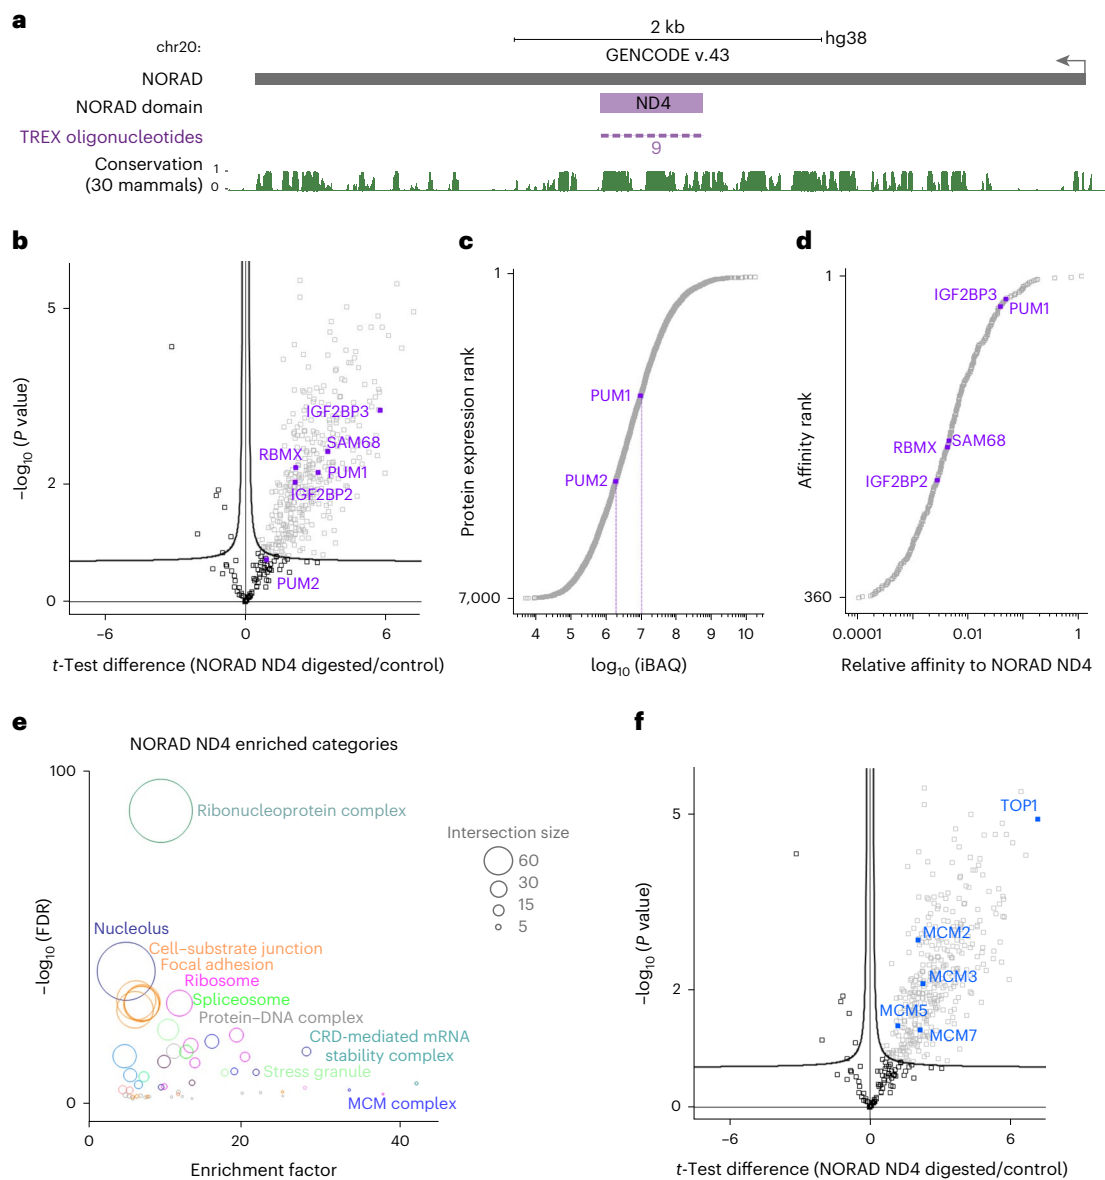 a
2 kb
chr20:
hg38
GENCODE v.43
NORAD
NORAD domain
ND4
TREX oligonucleotides
9
Conservation
(30 mammals)
1
0
b
−log10 (P value)
5
2
0
−6
0
6
IGF2BP3
SAM68
RBMX
PUM1
IGF2BP2
PUM2
t-Test difference (NORAD ND4 digested/control)
c
Protein expression rank
1
7,000
PUM1
PUM2
4 5 6 7 8 9 10
log10 (iBAQ)
d
Affinity rank
1
360
IGF2BP3
PUM1
SAM68
RBMX
IGF2BP2
0.0001 0.01 1
Relative affinity to NORAD ND4
e
NORAD ND4 enriched categories
−log10 (FDR)
100
0
Ribonucleoprotein complex
Intersection size
60
30
15
5
Nucleolus
Cell–substrate junction
Focal adhesion
Ribosome
Spliceosome
Protein–DNA complex
CRD-mediated mRNA
stability complex
Stress granule
MCM complex
0 20 40
Enrichment factor
f
−log10 (P value)
5
2
0
TOP1
MCM2
MCM3
MCM5
MCM7
−6 0 6
t-Test difference (NORAD ND4 digested/control)